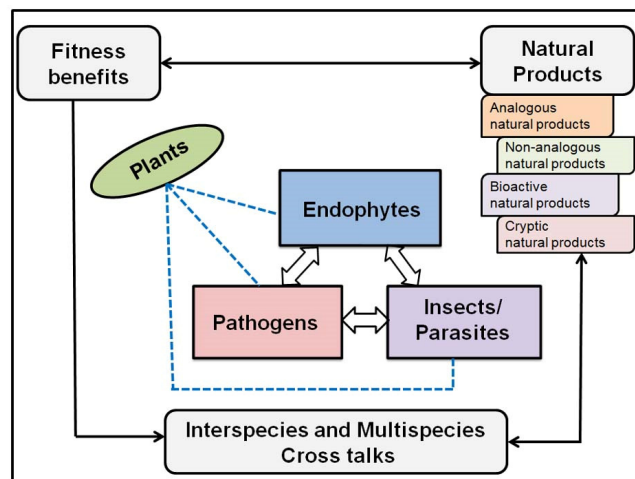 Fitness
benefits
Natural
Products
Analogous
natural products
Non-analogous
natural products
Bioactive
natural products
Cryptic
natural products
Plants
Endophytes
Pathogens
Insects/
Parasites
Interspecies and Multispecies
Cross talks